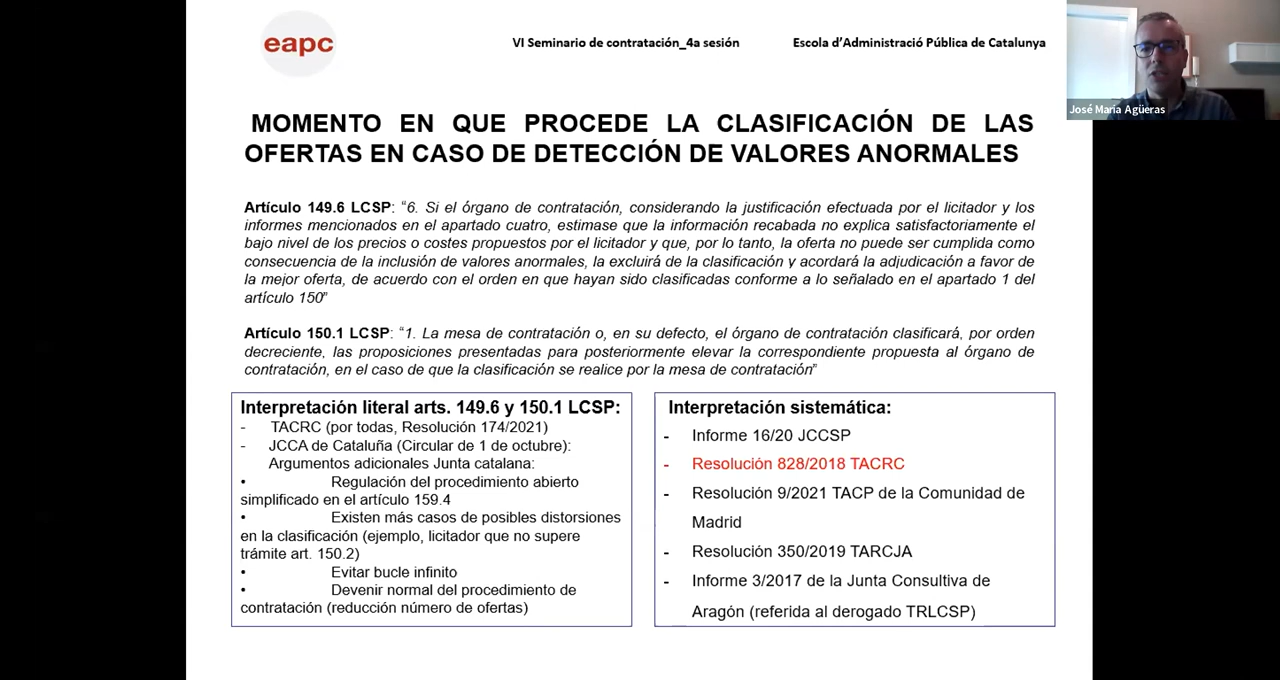 eapc
VI Seminario de contratación_4a sesión
Escola d’Administració Pública de Catalunya
José María Agüeras
MOMENTO EN QUE PROCEDE LA CLASIFICACIÓN DE LAS
OFERTAS EN CASO DE DETECCIÓN DE VALORES ANORMALES
Artículo 149.6 LCSP: “6. Si el órgano de contratación, considerando la justificación efectuada por el licitador y los
informes mencionados en el apartado cuatro, estimase que la información recabada no explica satisfactoriamente el
bajo nivel de los precios o costes propuestos por el licitador y que, por lo tanto, la oferta no puede ser cumplida como
consecuencia de la inclusión de valores anormales, la excluirá de la clasificación y acordará la adjudicación a favor de
la mejor oferta, de acuerdo con el orden en que hayan sido clasificadas conforme a lo señalado en el apartado 1 del
artículo 150”
Artículo 150.1 LCSP: “1. La mesa de contratación o, en su defecto, el órgano de contratación clasificará, por orden
decreciente, las proposiciones presentadas para posteriormente elevar la correspondiente propuesta al órgano de
contratación, en el caso de que la clasificación se realice por la mesa de contratación”
Interpretación literal arts. 149.6 y 150.1 LCSP:
- TACRC (por todas, Resolución 174/2021)
- JCCA de Cataluña (Circular de 1 de octubre):
Argumentos adicionales Junta catalana:
• Regulación del procedimiento abierto
simplificado en el artículo 159.4
• Existen más casos de posibles distorsiones
en la clasificación (ejemplo, licitador que no supere
trámite art. 150.2)
• Evitar bucle infinito
• Devenir normal del procedimiento de
contratación (reducción número de ofertas)
Interpretación sistemática:
- Informe 16/20 JCCSP
- Resolución 828/2018 TACRC
- Resolución 9/2021 TACP de la Comunidad de
Madrid
- Resolución 350/2019 TARCJA
- Informe 3/2017 de la Junta Consultiva de
Aragón (referida al derogado TRLCSP)